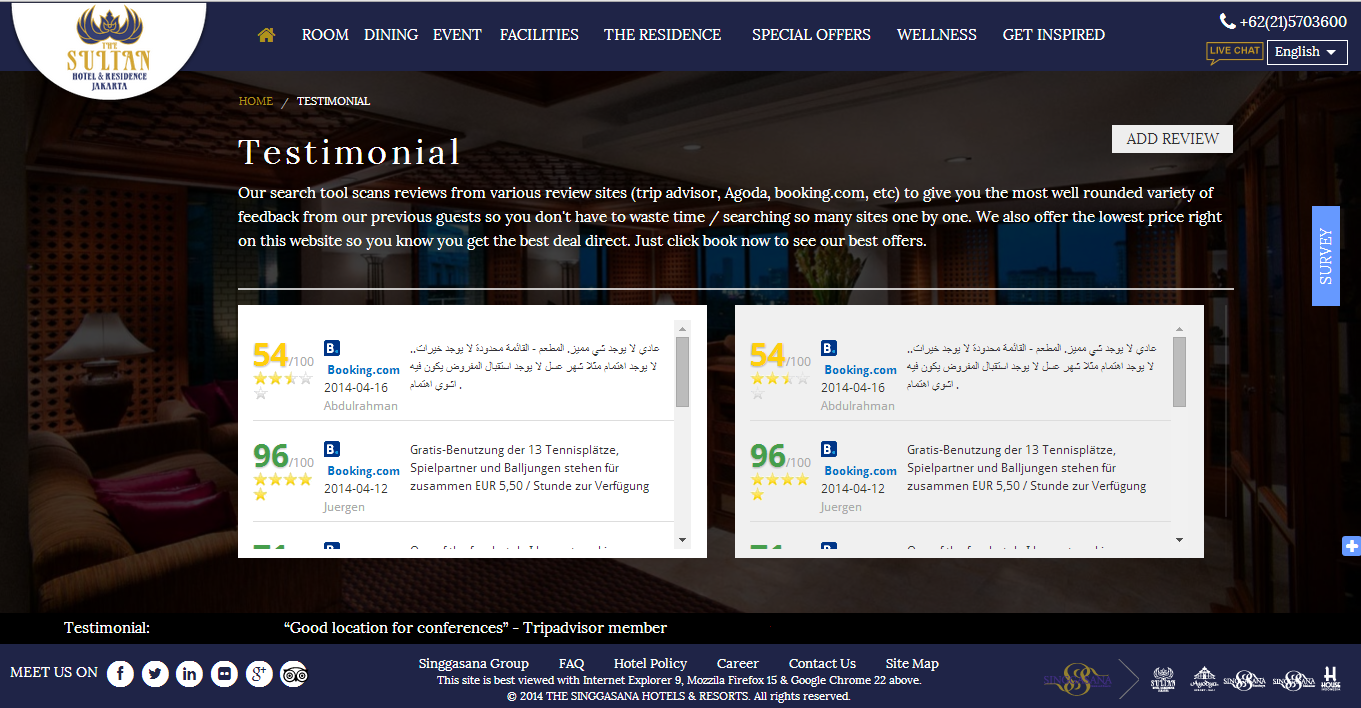 THE
SULTAN
HOTEL & RESIDENCE
JAKARTA
ROOM DINING EVENT FACILITIES THE RESIDENCE SPECIAL OFFERS WELLNESS GET INSPIRED
+62(21)5703600
LIVE CHAT English
HOME / TESTIMONIAL
Testimonial
ADD REVIEW
Our search tool scans reviews from various review sites (trip advisor, Agoda, booking.com, etc) to give you the most well rounded variety of
feedback from our previous guests so you don't have to waste time / searching so many sites one by one. We also offer the lowest price right
on this website so you know you get the best deal direct. Just click book now to see our best offers.
SURVEY
54/100
B.
Booking.com
2014-04-16
Abdulrahman
عادي لا يوجد شي مميز. المطعم - القائمة محدودة لا يوجد خيرات..
لا يوجد اهتمام مثلا شهر عسل لا يوجد استقبال المفروض يكون فيه
اشوي اهتمام .
96/100
B.
Booking.com
2014-04-12
Juergen
Gratis-Benutzung der 13 Tennisplätze,
Spielpartner und Balljungen stehen für
zusammen EUR 5,50 / Stunde zur Verfügung
54/100
B.
Booking.com
2014-04-16
Abdulrahman
عادي لا يوجد شي مميز. المطعم - القائمة محدودة لا يوجد خيرات..
لا يوجد اهتمام مثلا شهر عسل لا يوجد استقبال المفروض يكون فيه
اشوي اهتمام .
96/100
B.
Booking.com
2014-04-12
Juergen
Gratis-Benutzung der 13 Tennisplätze,
Spielpartner und Balljungen stehen für
zusammen EUR 5,50 / Stunde zur Verfügung
Testimonial: “Good location for conferences” - Tripadvisor member
MEET US ON
Singgasana Group FAQ Hotel Policy Career Contact Us Site Map
This site is best viewed with Internet Explorer 9, Mozzila Firefox 15 & Google Chrome 22 above.
© 2014 THE SINGGASANA HOTELS & RESORTS. All rights reserved.
SINGGASANA
SULTAN
SINGGASANA
SINGGASANA
HOUSE